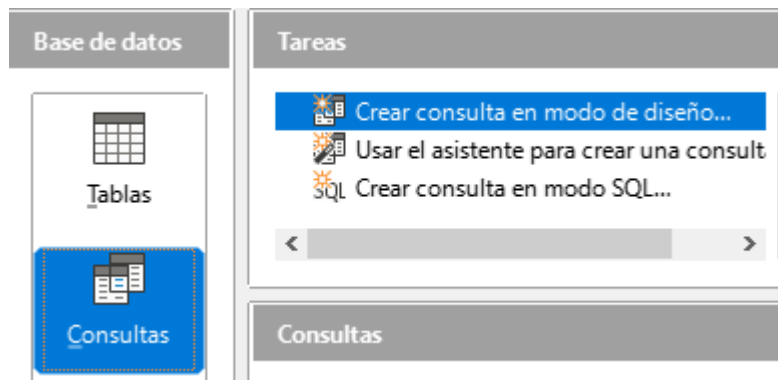 Base de datos
Tareas
Tablas
Consultas
Crear consulta en modo de diseño...
Usar el asistente para crear una consult
SQL Crear consulta en modo SQL...
Consultas